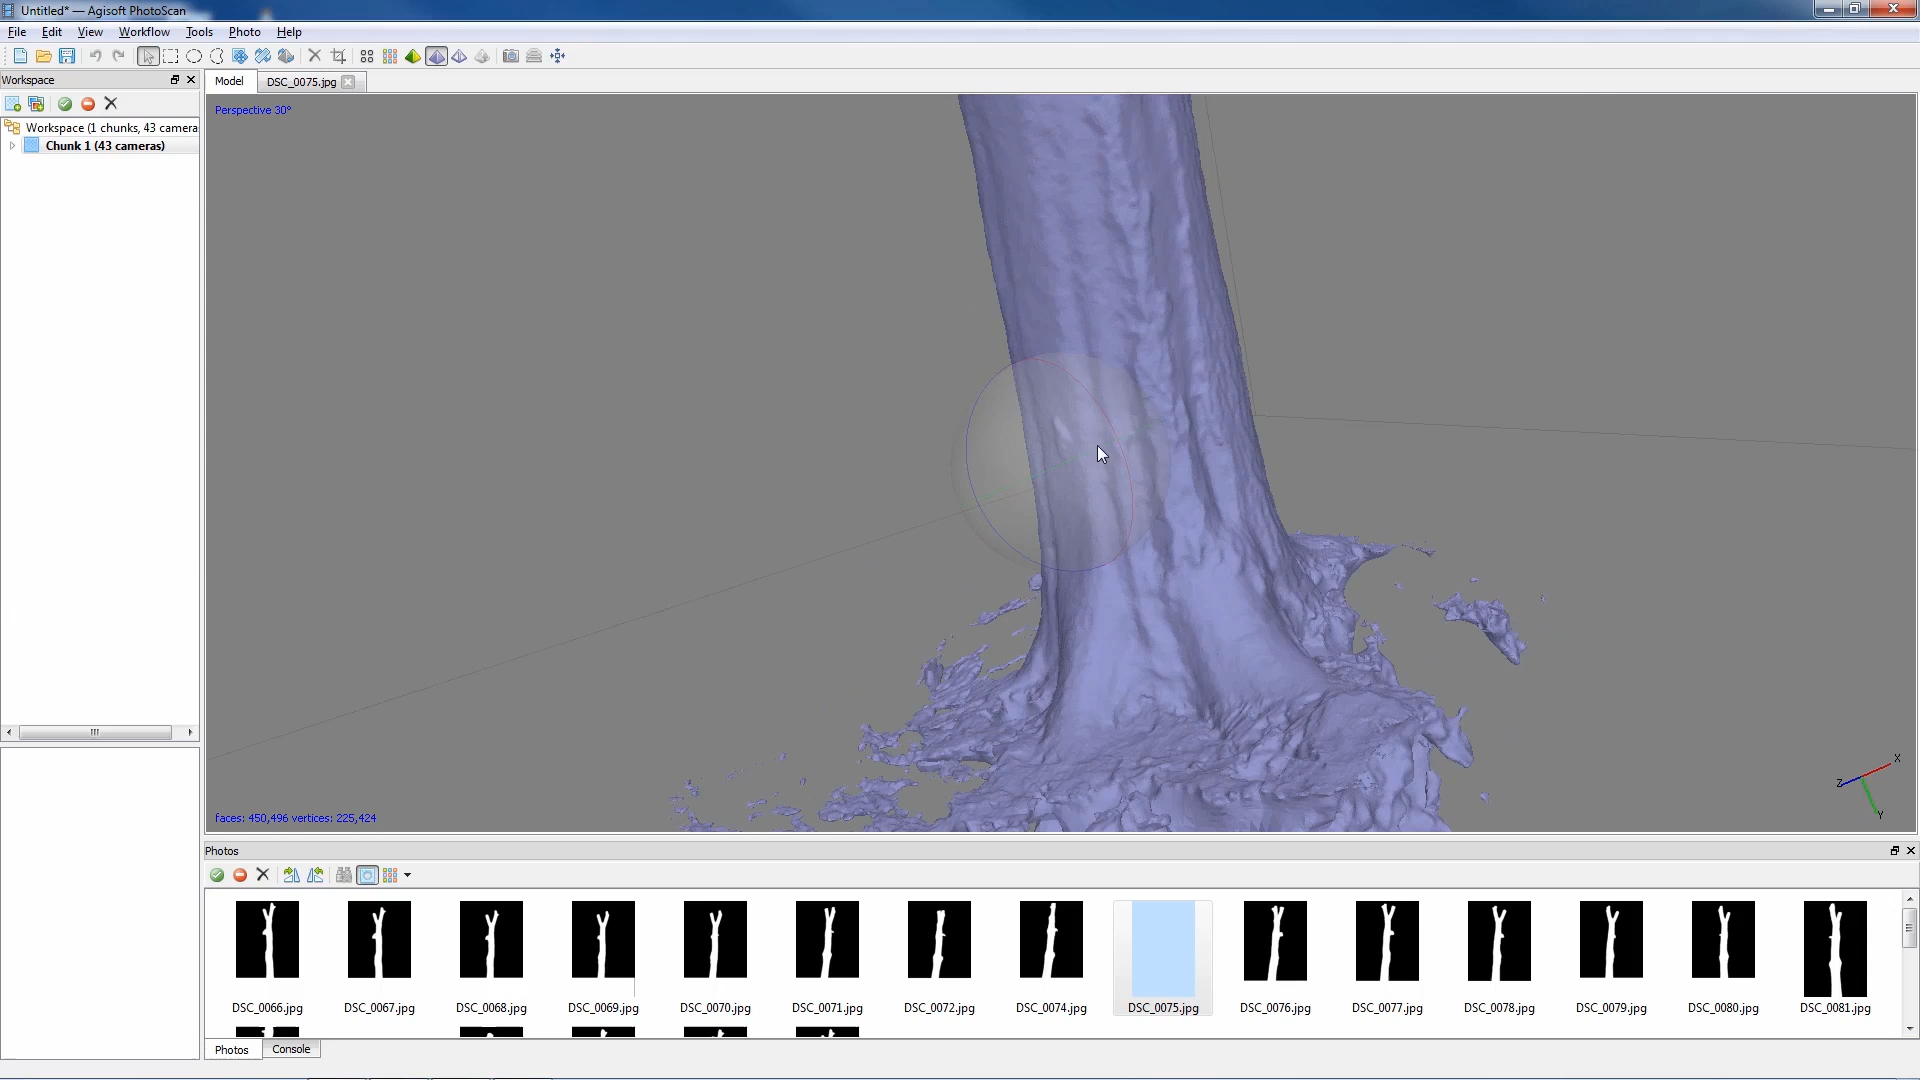 Untitled* — Agisoft PhotoScan
File Edit View Workflow Tools Photo Help
Workspace
Model DSC_0075.jpg
Perspective 30°
Workspace (1 chunks, 43 camera
Chunk 1 (43 cameras)
X
Z
Y
faces: 450,496 vertices: 225,424
Photos
DSC_0066.jpg DSC_0067.jpg DSC_0068.jpg DSC_0069.jpg DSC_0070.jpg DSC_0071.jpg DSC_0072.jpg DSC_0074.jpg DSC_0075.jpg DSC_0076.jpg DSC_0077.jpg DSC_0078.jpg DSC_0079.jpg DSC_0080.jpg DSC_0081.jpg
Photos Console